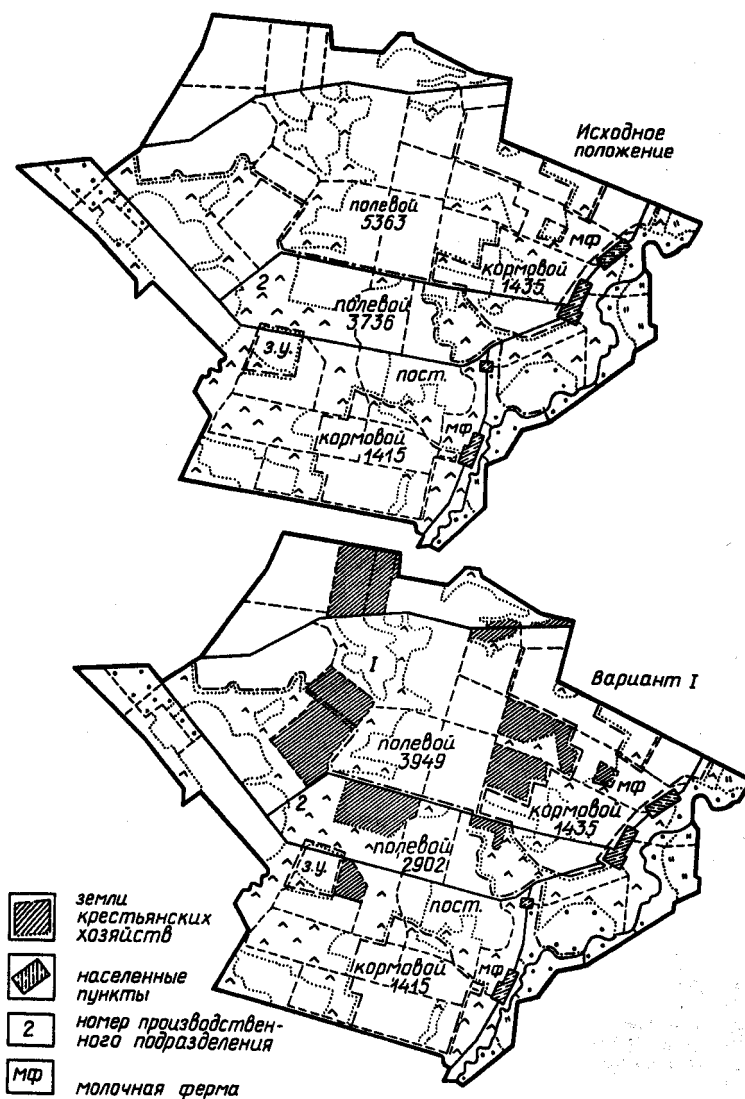 Исходное
положение
I
полевой
5363
мф
кормовой
1435
2
полевой
3736
з.у.
пост.
мф
кормовой
1415
Вариант I
I
полевой
3949
мф
кормовой
1435
2
полевой
2902
з.у.
пост.
мф
кормовой
1415
земли
крестьянских
хозяйств
населенные
пункты
2
номер производствен-
ного подразделения
мф
молочная ферма